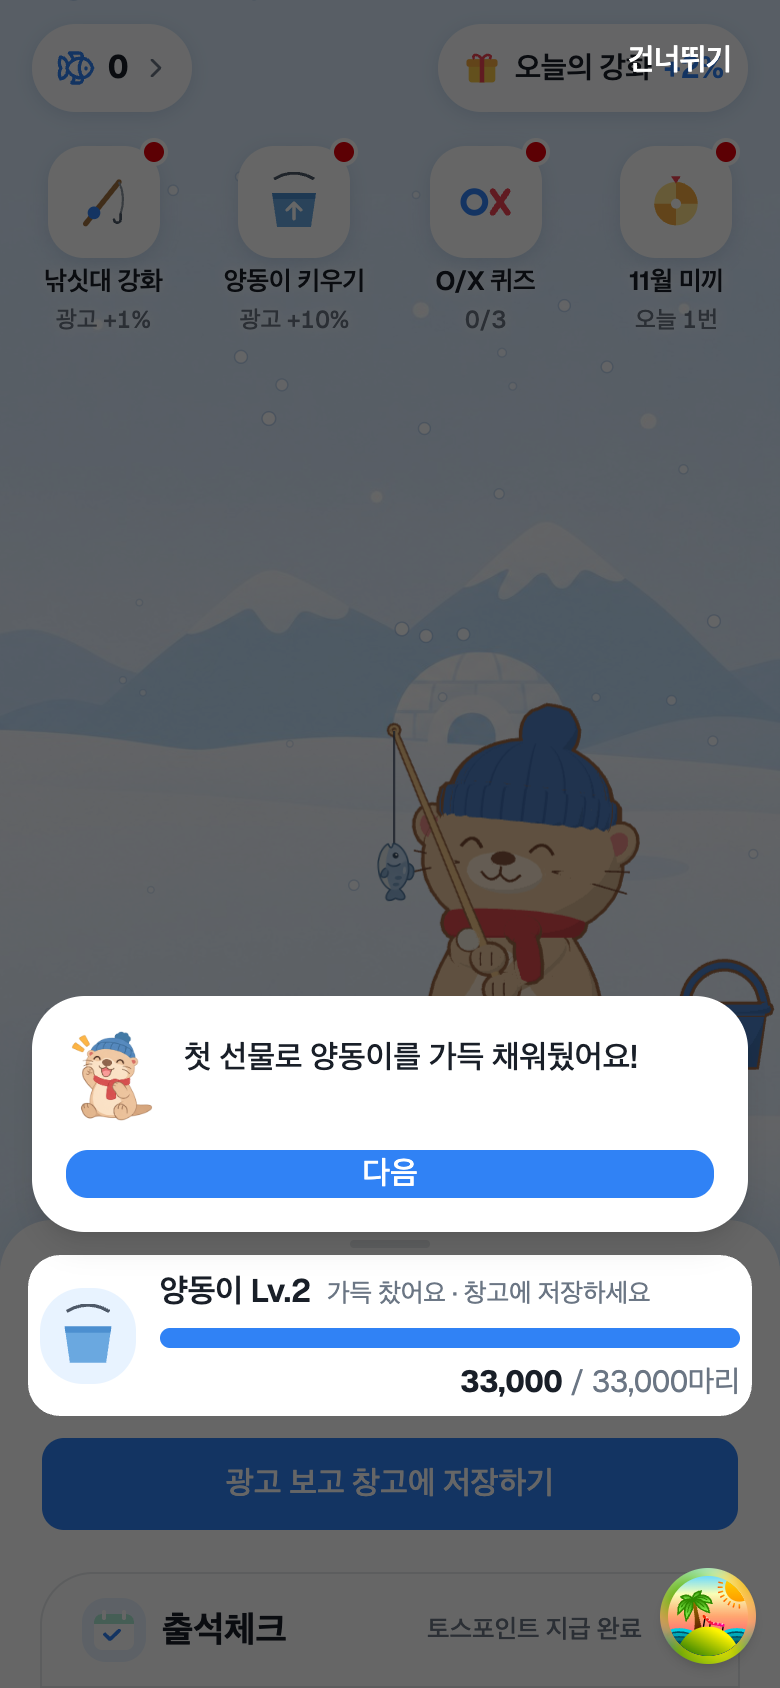 0
오늘의 강화 +2%
건너뛰기
낚싯대 강화
광고 +1%
양동이 키우기
광고 +10%
OX
O/X 퀴즈
0/3
11월 미끼
오늘 1번
첫 선물로 양동이를 가득 채워뒀어요!
다음
양동이 Lv.2 가득 찼어요 · 창고에 저장하세요
33,000 / 33,000마리
광고 보고 창고에 저장하기
출석체크
토스포인트 지급 완료